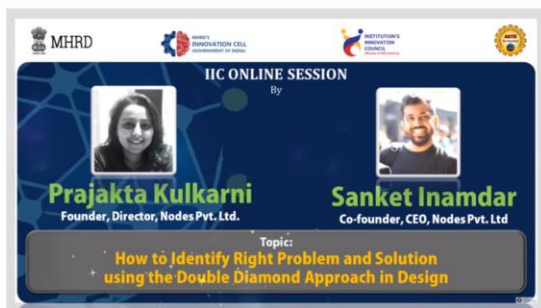 MHRD
MHRD'S
INNOVATION CELL
(GOVERNMENT OF INDIA)
INSTITUTION'S
INNOVATION
COUNCIL
IIC ONLINE SESSION
By
Prajakta Kulkarni
Founder, Director, Nodes Pvt. Ltd.
Sanket Inamdar
Co-founder, CEO, Nodes Pvt. Ltd
Topic:
How to Identify Right Problem and Solution
using the Double Diamond Approach in Design